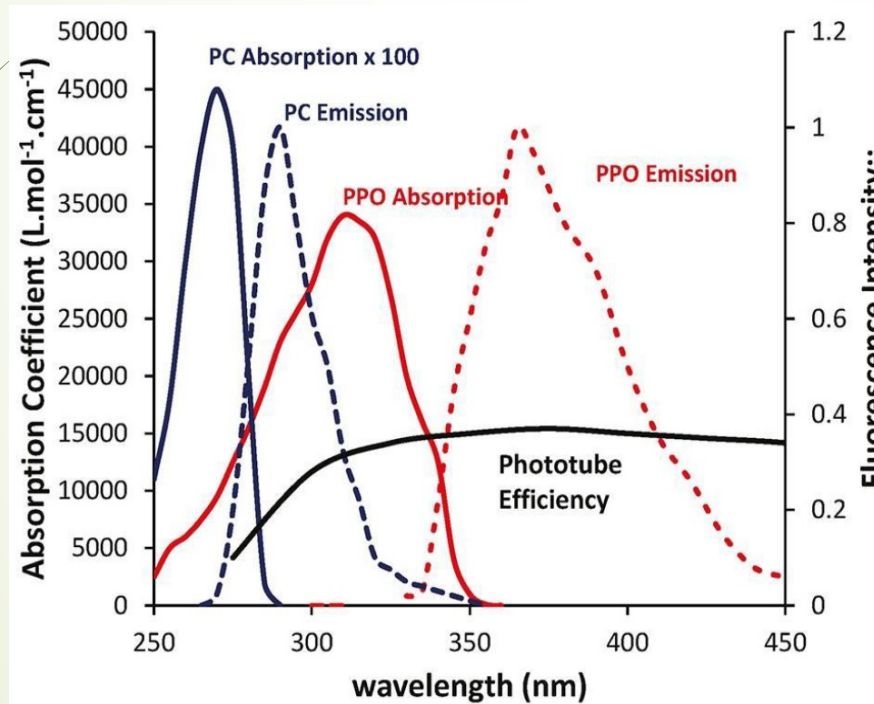 50000
45000
40000
35000
30000
25000
20000
15000
10000
5000
0
Absorption Coefficient (L.mol⁻¹.cm⁻¹)
PC Absorption x 100
PC Emission
PPO Absorption
PPO Emission
Phototube
Efficiency
1.2
1
0.8
0.6
0.4
0.2
0
Fluorescence Intensity::
250
300
350
400
450
wavelength (nm)